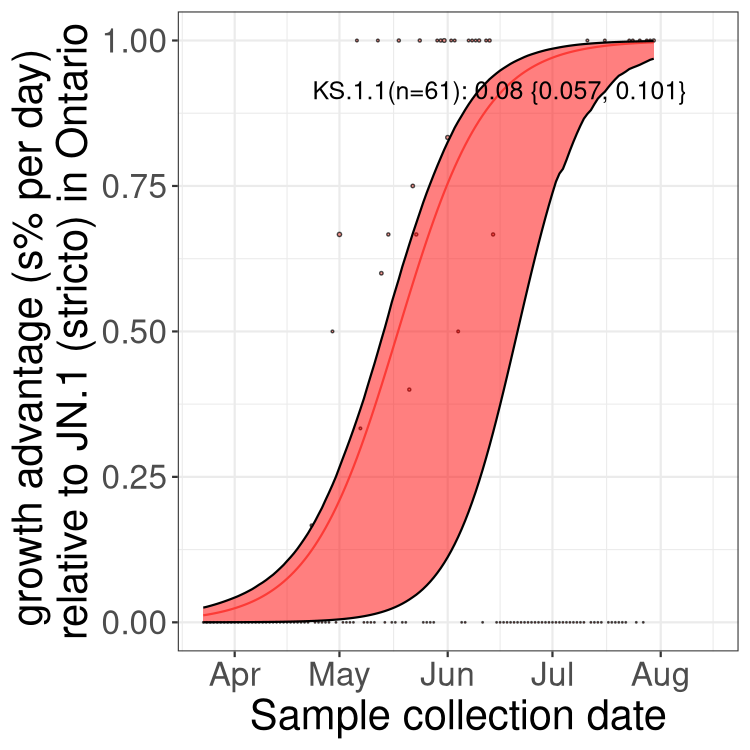 growth advantage (s% per day)
relative to JN.1 (stricto) in Ontario
1.00
0.75
0.50
0.25
0.00
KS.1.1(n=61): 0.08 {0.057, 0.101}
Apr May Jun Jul Aug
Sample collection date